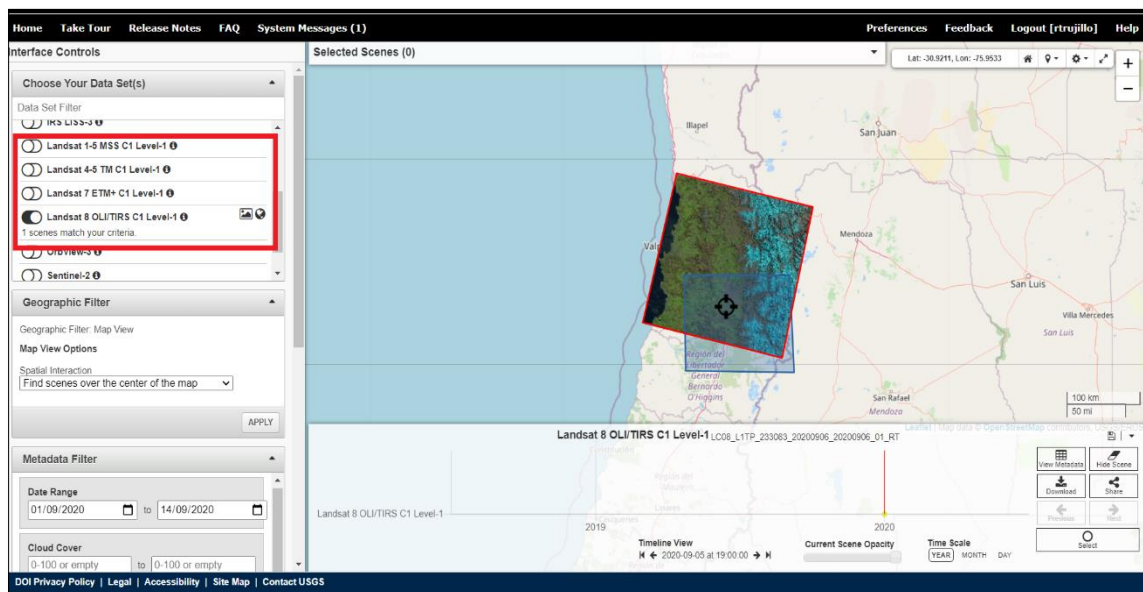 Home Take Tour Release Notes FAQ System Messages (1) Preferences Feedback Logout [rtrujillo] Help
nterface Controls
Choose Your Data Set(s)
Data Set Filter
IRS LISS-3
Landsat 1-5 MSS C1 Level-1
Landsat 4-5 TM C1 Level-1
Landsat 7 ETM+ C1 Level-1
Landsat 8 OLI/TIRS C1 Level-1
1 scenes match your criteria.
OrbView-3
Sentinel-2
Geographic Filter
Geographic Filter: Map View
Map View Options
Spatial Interaction
Find scenes over the center of the map
APPLY
Metadata Filter
Date Range
01/09/2020 to 14/09/2020
Cloud Cover
0-100 or empty to 0-100 or empty
Selected Scenes (0)
Lat: -30.9211, Lon: -75.9533
+
−
Illapel
San Juan
Mendoza
Val
San Luis
Villa Mercedes
San Luis
Región del
Libertador
General
Bernardo
O'Higgins
San Rafael
Mendoza
100 km
50 mi
Leaflet | Map data © OpenStreetMap contributors, USGS/EROS
Landsat 8 OLI/TIRS C1 Level-1 LC08_L1TP_233083_20200906_20200906_01_RT
View Metadata Hide Scene
Download Share
Previous Next
Select
Landsat 8 OLI/TIRS C1 Level-1
2019 2020
Timeline View
2020-09-05 at 19:00:00
Current Scene Opacity
Time Scale
YEAR MONTH DAY
DOI Privacy Policy | Legal | Accessibility | Site Map | Contact USGS